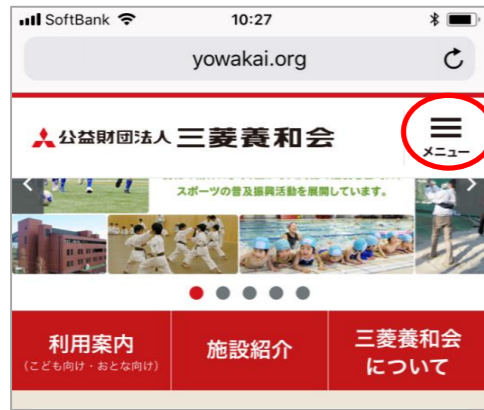 SoftBank 10:27
yowakai.org
公益財団法人 三菱養和会
メニュー
スポーツの普及振興活動を展開しています。
利用案内
(こども向け・おとな向け)
施設紹介
三菱養和会
について